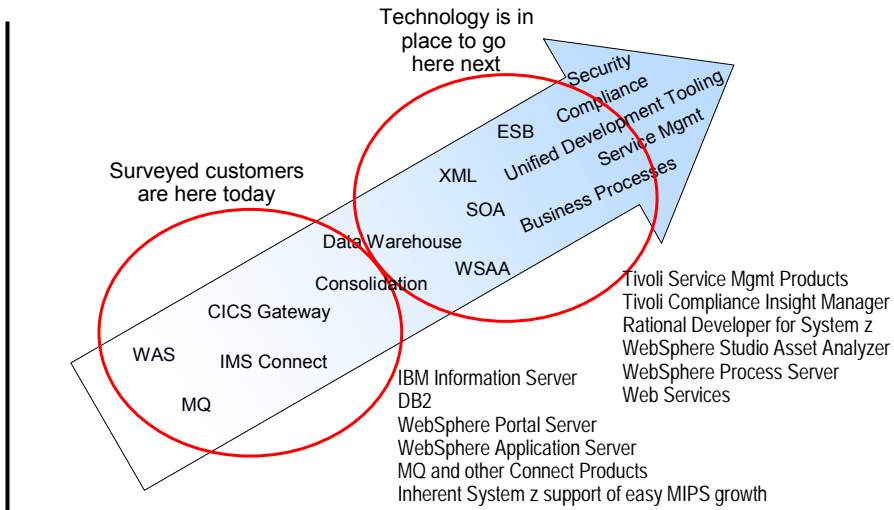 Technology is in
place to go
here next
Security
Compliance
Unified Development Tooling
Service Mgmt
Business Processes
ESB
XML
SOA
WSAA
Surveyed customers
are here today
Data Warehouse
Consolidation
CICS Gateway
WAS
IMS Connect
MQ
Tivoli Service Mgmt Products
Tivoli Compliance Insight Manager
Rational Developer for System z
WebSphere Studio Asset Analyzer
WebSphere Process Server
Web Services
IBM Information Server
DB2
WebSphere Portal Server
WebSphere Application Server
MQ and other Connect Products
Inherent System z support of easy MIPS growth